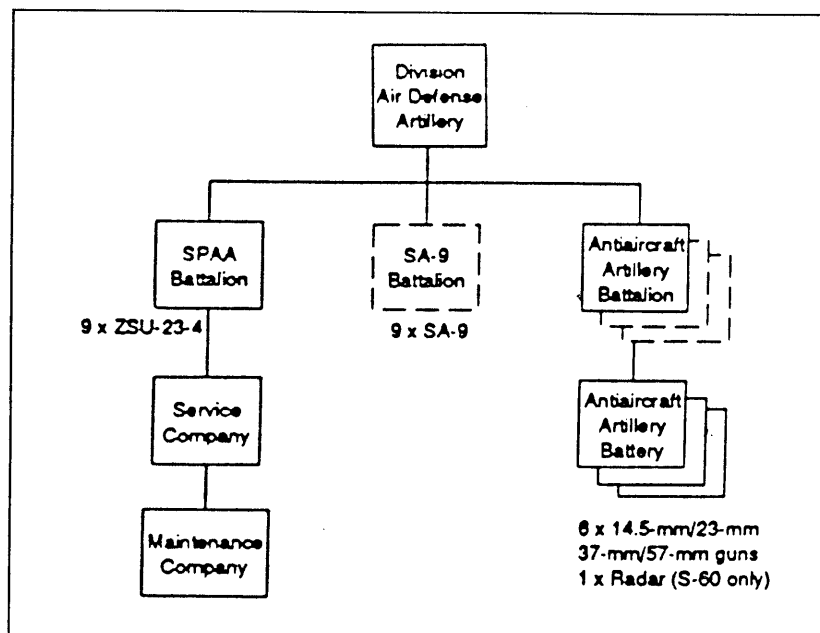 Division
Air Defense
Artillery
SPAA
Battalion
9 x ZSU-23-4
SA-9
Battalion
9 x SA-9
Antiaircraft
Artillery
Battalion
Service
Company
Antiaircraft
Artillery
Battery
Maintenance
Company
6 x 14.5-mm/23-mm
37-mm/57-mm guns
1 x Radar (S-60 only)